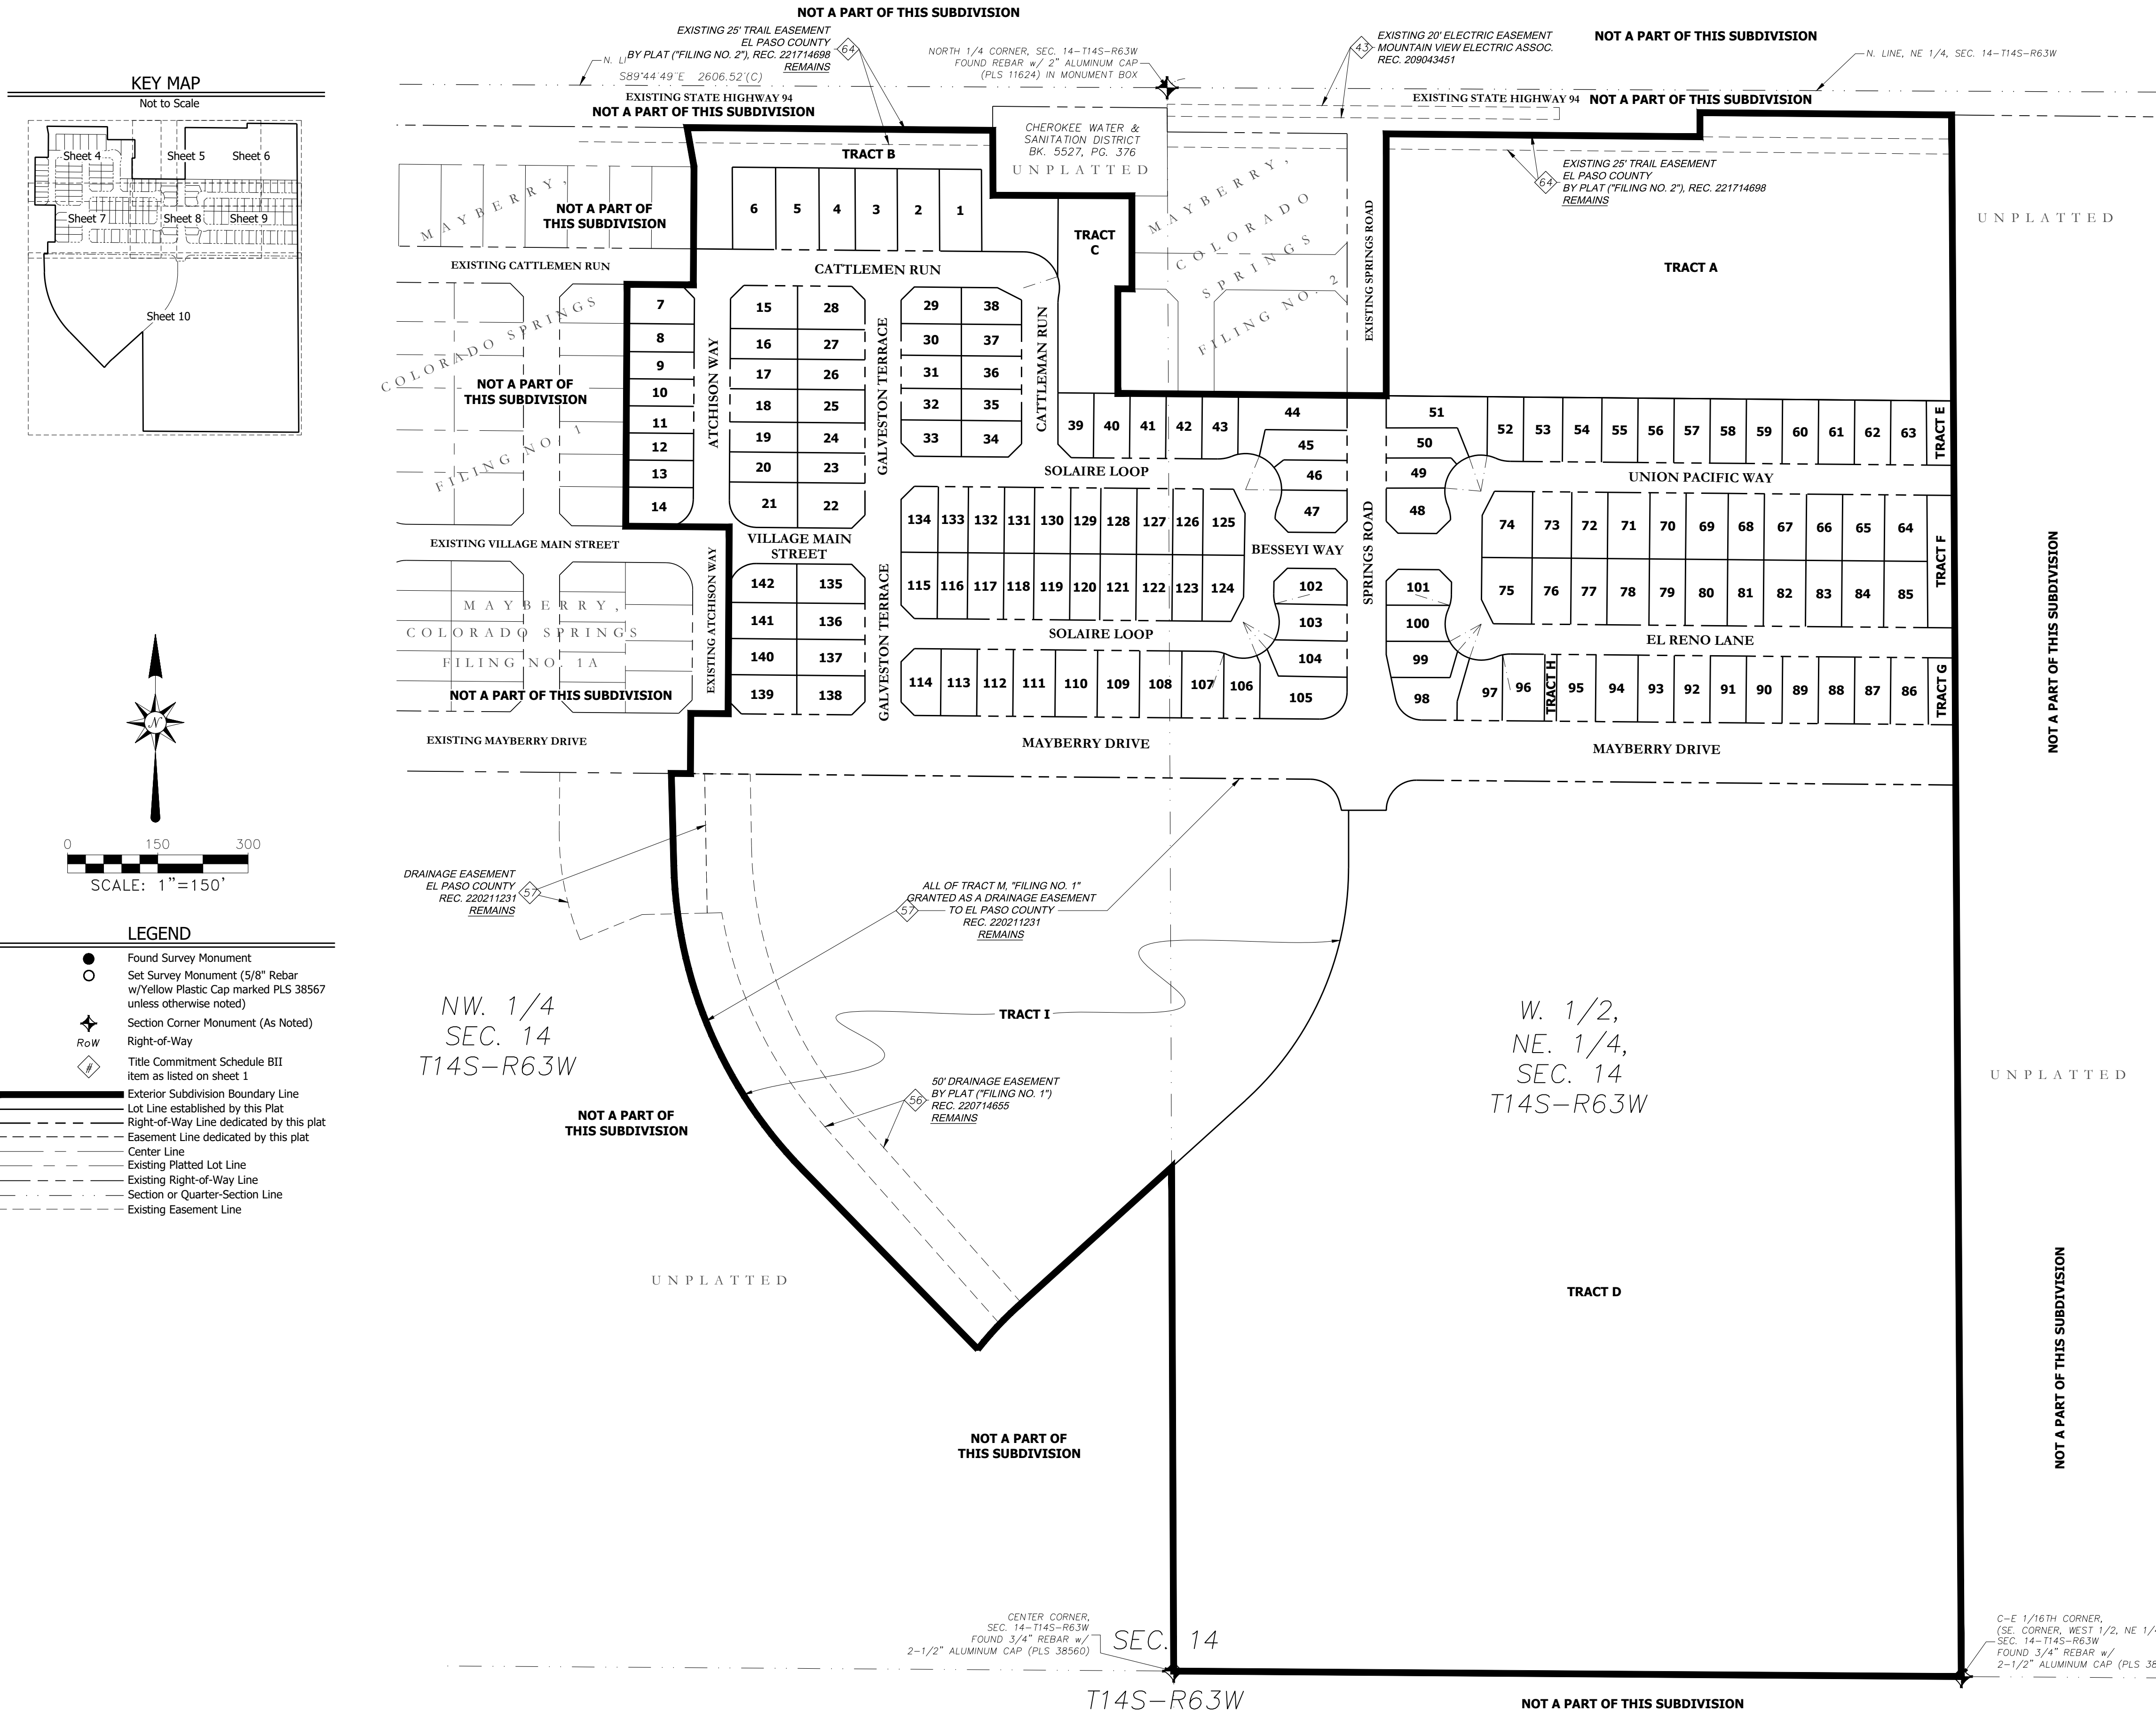 NOT A PART OF THIS SUBDIVISION
EXISTING 25' TRAIL EASEMENT
EL PASO COUNTY
BY PLAT ("FILING NO. 2"), REC. 221714698
REMAINS
64
N. LI
S89°44'49"E 2606.52'(C)
NORTH 1/4 CORNER, SEC. 14-T14S-R63W
FOUND REBAR w/ 2" ALUMINUM CAP
(PLS 11624) IN MONUMENT BOX
43
EXISTING 20' ELECTRIC EASEMENT
MOUNTAIN VIEW ELECTRIC ASSOC.
REC. 209043451
NOT A PART OF THIS SUBDIVISION
N. LINE, NE 1/4, SEC. 14-T14S-R63W
EXISTING STATE HIGHWAY 94
NOT A PART OF THIS SUBDIVISION
EXISTING STATE HIGHWAY 94
NOT A PART OF THIS SUBDIVISION
KEY MAP
Not to Scale
Sheet 4
Sheet 5
Sheet 6
Sheet 7
Sheet 8
Sheet 9
Sheet 10
N
0 150 300
SCALE: 1"=150'
LEGEND
Found Survey Monument
Set Survey Monument (5/8" Rebar
w/Yellow Plastic Cap marked PLS 38567
unless otherwise noted)
Section Corner Monument (As Noted)
RoW Right-of-Way
# Title Commitment Schedule BII
item as listed on sheet 1
Exterior Subdivision Boundary Line
Lot Line established by this Plat
Right-of-Way Line dedicated by this plat
Easement Line dedicated by this plat
Center Line
Existing Platted Lot Line
Existing Right-of-Way Line
Section or Quarter-Section Line
Existing Easement Line
CHEROKEE WATER &
SANITATION DISTRICT
BK. 5527, PG. 376
UNPLATTED
TRACT B
6 5 4 3 2 1
TRACT
C
MAYBERRY,
COLORADO
SPRINGS
FILING NO. 2
EXISTING SPRINGS ROAD
64
EXISTING 25' TRAIL EASEMENT
EL PASO COUNTY
BY PLAT ("FILING NO. 2"), REC. 221714698
REMAINS
TRACT A
UNPLATTED
MAYBERRY,
NOT A PART OF
THIS SUBDIVISION
EXISTING CATTLEMEN RUN
CATTLEMEN RUN
COLORADO SPRINGS
NOT A PART OF
THIS SUBDIVISION
FILING NO. 1
7
8
9
10
11
12
13
14
ATCHISON WAY
15 28
16 27
17 26
18 25
19 24
20 23
21 22
GALVESTON TERRACE
29 38
30 37
31 36
32 35
33 34
CATTLEMAN RUN
39 40 41 42 43
44
45
46
47
51
50
49
48
52 53 54 55 56 57 58 59 60 61 62 63
TRACT E
SOLAIRE LOOP
UNION PACIFIC WAY
134 133 132 131 130 129 128 127 126 125
115 116 117 118 119 120 121 122 123 124
BESSEYI WAY
SPRINGS ROAD
74 73 72 71 70 69 68 67 66 65 64
75 76 77 78 79 80 81 82 83 84 85
TRACT F
EXISTING VILLAGE MAIN STREET
VILLAGE MAIN
STREET
MAYBERRY,
COLORADO SPRINGS
FILING NO. 1A
NOT A PART OF THIS SUBDIVISION
EXISTING ATCHISON WAY
142 135
141 136
140 137
139 138
GALVESTON TERRACE
SOLAIRE LOOP
114 113 112 111 110 109 108 107 106
102
103
104
105
101
100
99
98
EL RENO LANE
97 96
TRACT H
95 94 93 92 91 90 89 88 87 86
TRACT G
NOT A PART OF THIS SUBDIVISION
EXISTING MAYBERRY DRIVE
MAYBERRY DRIVE
MAYBERRY DRIVE
DRAINAGE EASEMENT
EL PASO COUNTY
REC. 220211231
REMAINS
57
ALL OF TRACT M, "FILING NO. 1"
GRANTED AS A DRAINAGE EASEMENT
TO EL PASO COUNTY
REC. 220211231
REMAINS
57
NW. 1/4
SEC. 14
T14S-R63W
TRACT I
W. 1/2,
NE. 1/4,
SEC. 14
T14S-R63W
UNPLATTED
56
50' DRAINAGE EASEMENT
BY PLAT ("FILING NO. 1")
REC. 220714655
REMAINS
NOT A PART OF
THIS SUBDIVISION
UNPLATTED
TRACT D
NOT A PART OF THIS SUBDIVISION
NOT A PART OF
THIS SUBDIVISION
CENTER CORNER,
SEC. 14-T14S-R63W
FOUND 3/4" REBAR w/
2-1/2" ALUMINUM CAP (PLS 38560)
SEC. 14
T14S-R63W
NOT A PART OF THIS SUBDIVISION
C-E 1/16TH CORNER,
(SE. CORNER, WEST 1/2, NE 1/4
SEC. 14-T14S-R63W
FOUND 3/4" REBAR w/
2-1/2" ALUMINUM CAP (PLS 38